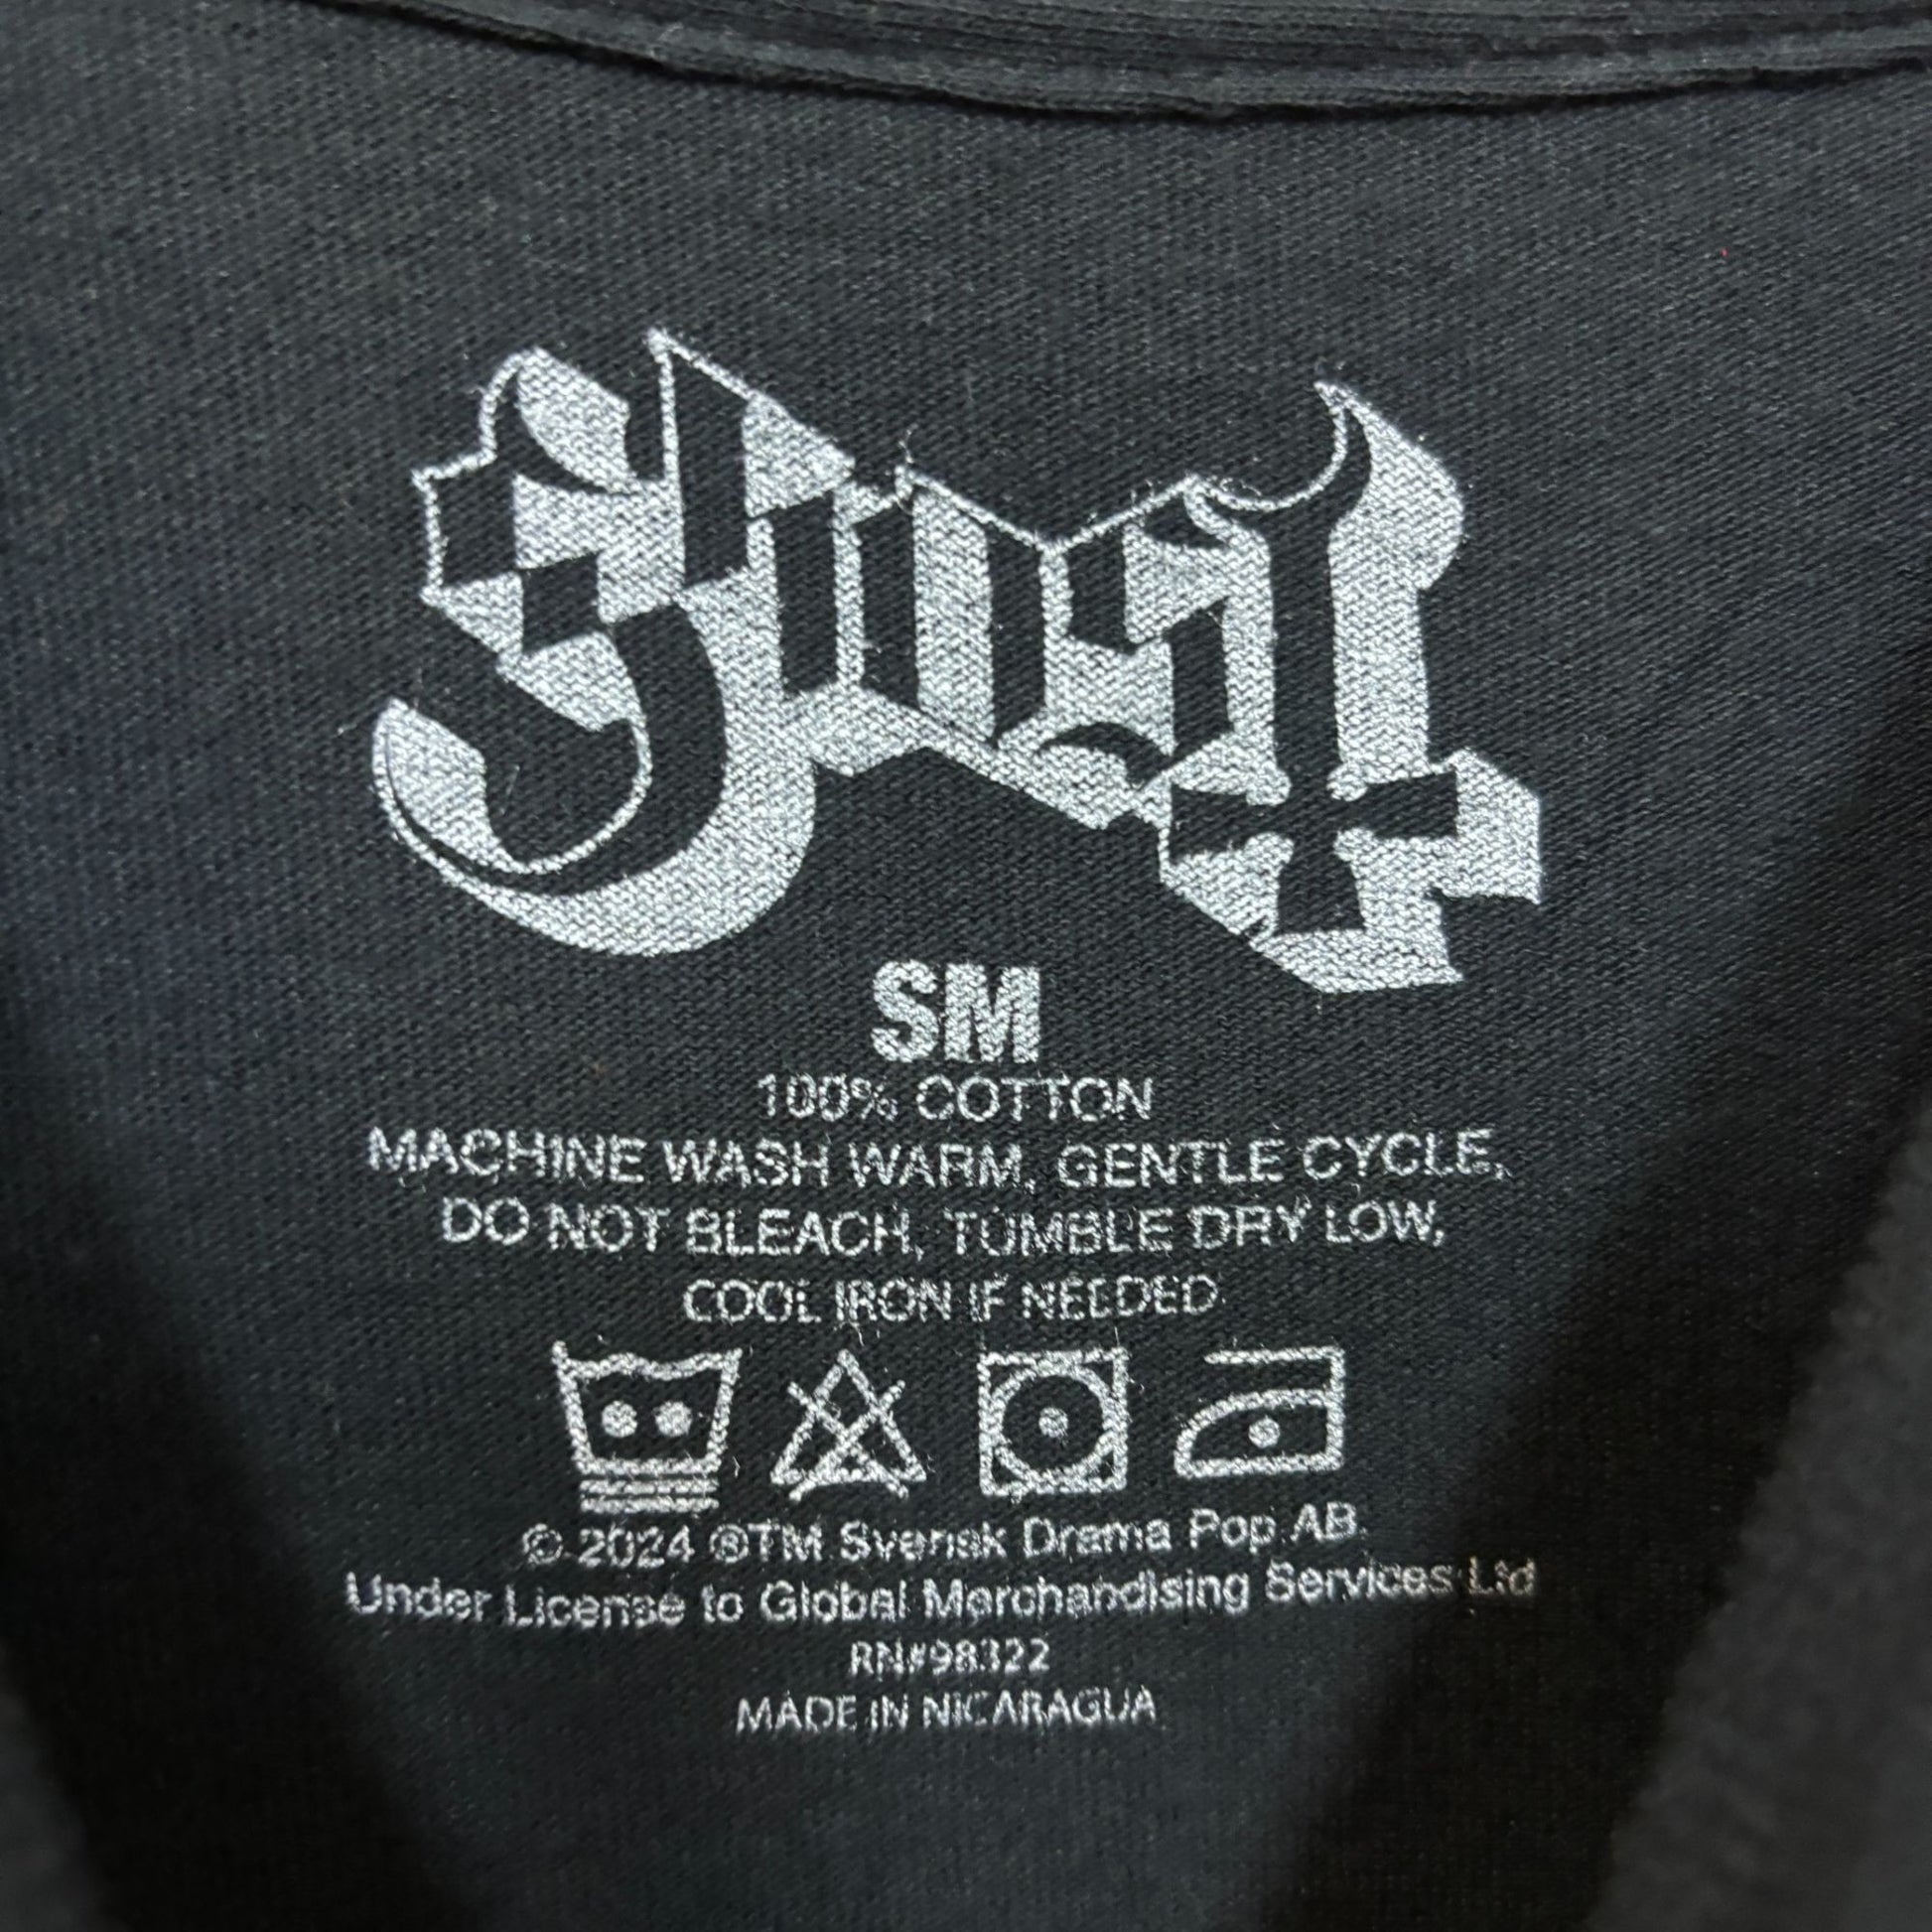 Ghost
SM
100% COTTON
MACHINE WASH WARM, GENTLE CYCLE,
DO NOT BLEACH, TUMBLE DRY LOW,
COOL IRON IF NEEDED.
© 2024 ®TM Svensk Drama Pop AB.
Under License to Global Merchandising Services Ltd
RN#98322
MADE IN NICARAGUA